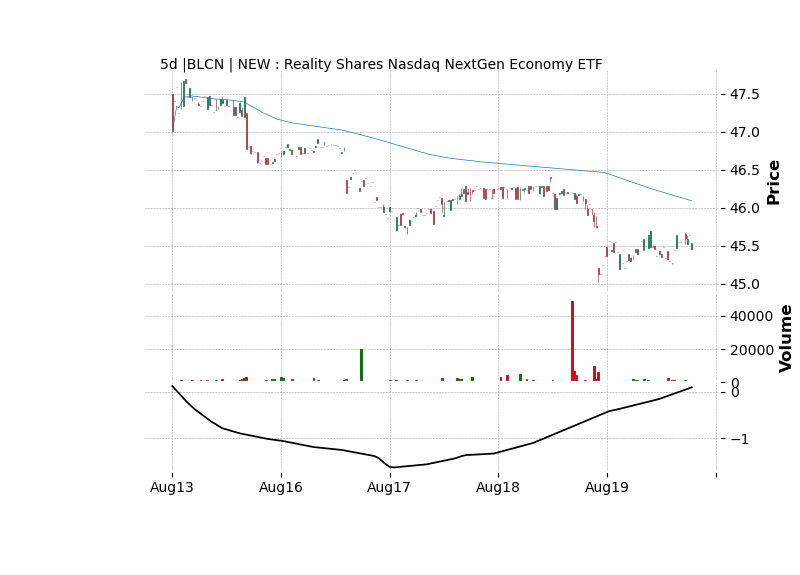 5d |BLCN | NEW : Reality Shares Nasdaq NextGen Economy ETF
47.5
47.0
46.5
46.0
45.5
45.0
Price
40000
20000
0
Volume
0
−1
Aug13 Aug16 Aug17 Aug18 Aug19